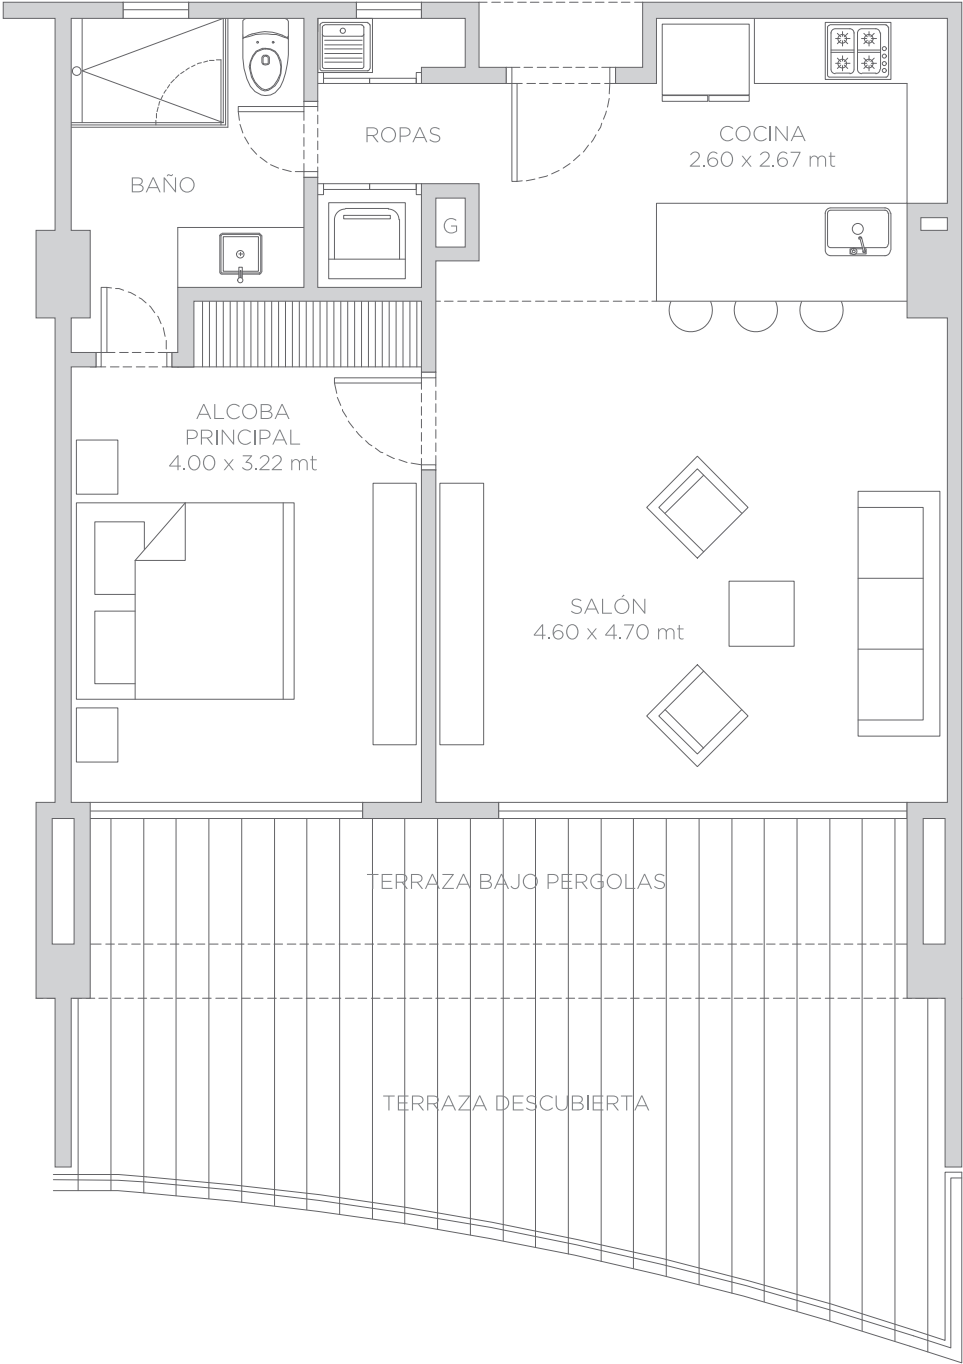 ROPAS
COCINA
2.60 x 2.67 mt
BAÑO
G
ALCOBA
PRINCIPAL
4.00 x 3.22 mt
SALÓN
4.60 x 4.70 mt
TERRAZA BAJO PERGOLAS
TERRAZA DESCUBIERTA